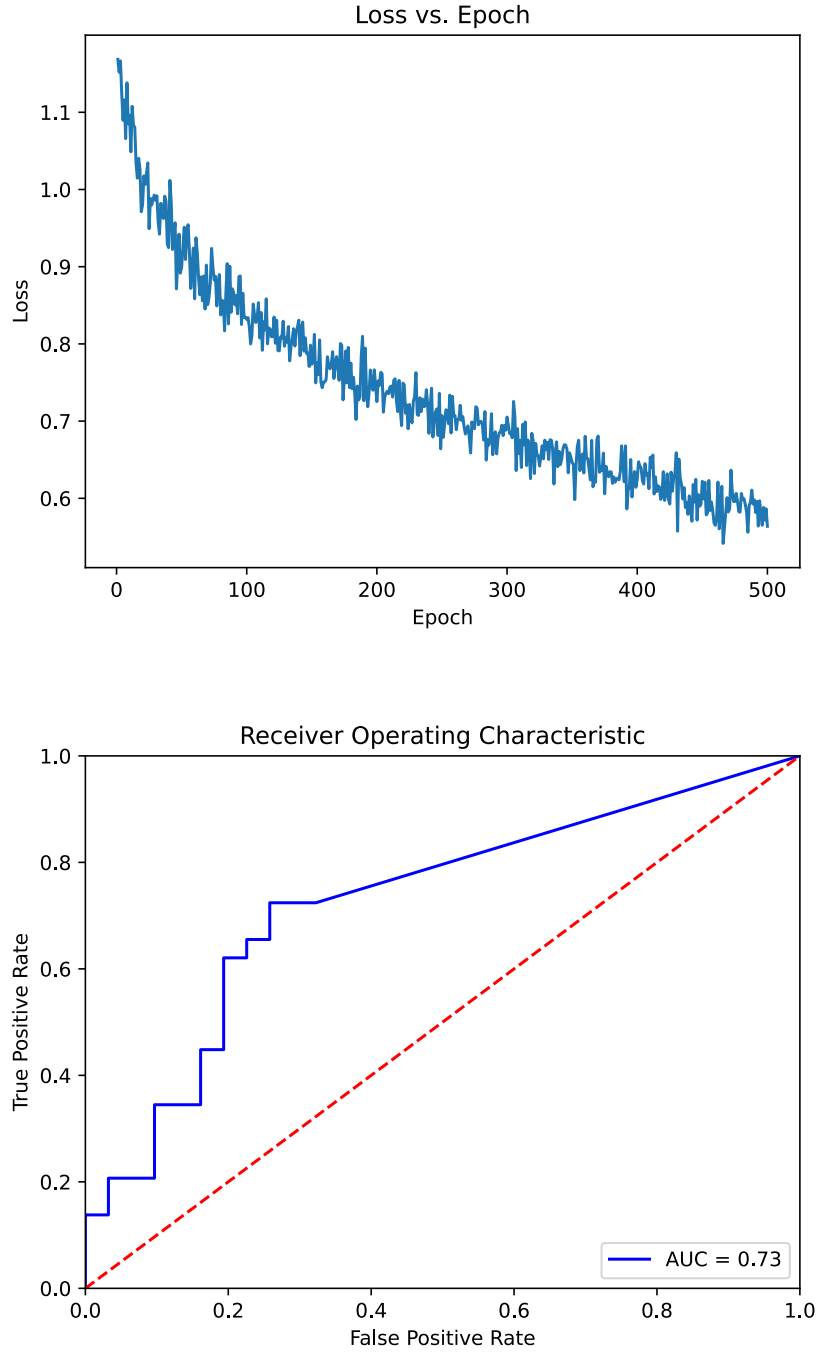 Loss vs. Epoch
1.1
1.0
0.9
0.8
0.7
0.6
Loss
0 100 200 300 400 500
Epoch
Receiver Operating Characteristic
1.0
0.8
0.6
0.4
0.2
0.0
True Positive Rate
AUC = 0.73
0.0 0.2 0.4 0.6 0.8 1.0
False Positive Rate